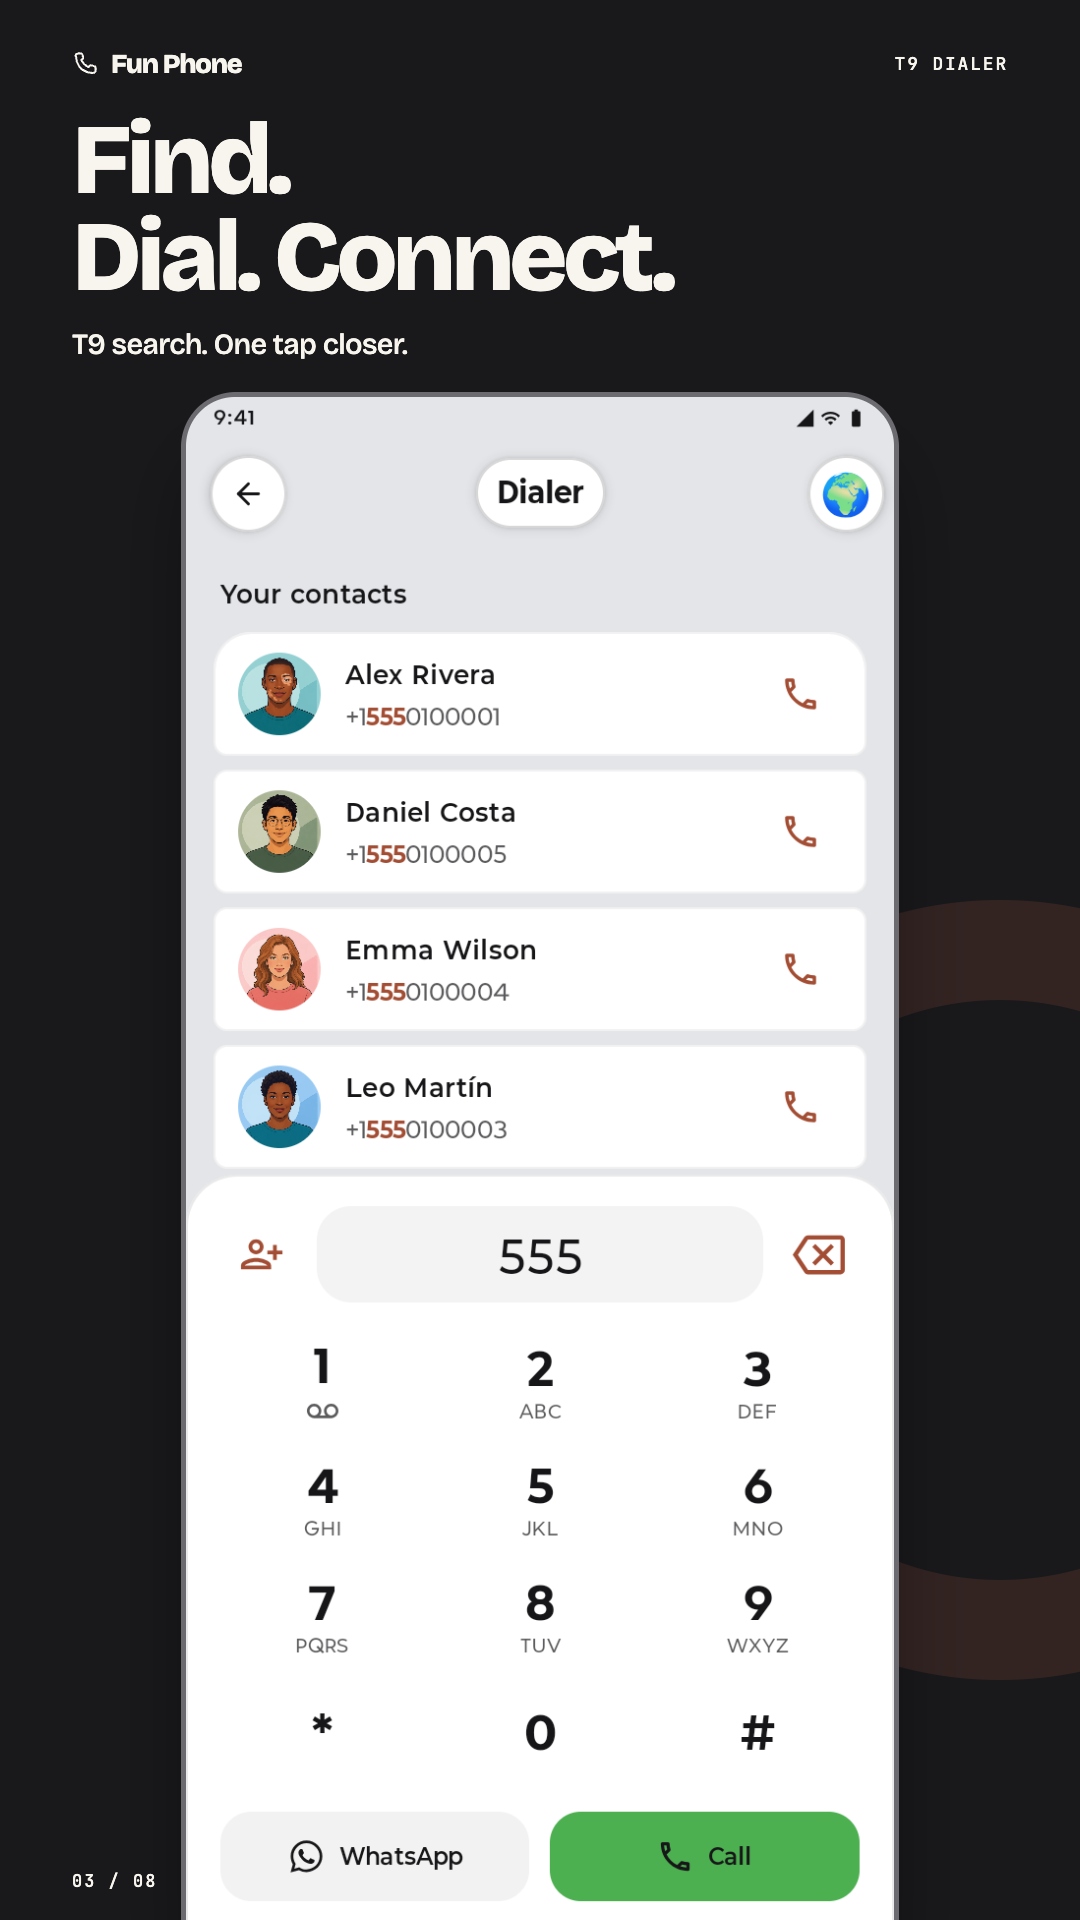 Fun Phone
T9 DIALER
Find.
Dial. Connect.
T9 search. One tap closer.
9:41
Dialer
Your contacts
Alex Rivera
+15550100001
Daniel Costa
+15550100005
Emma Wilson
+15550100004
Leo Martín
+15550100003
555
1 2 3
ABC DEF
4 5 6
GHI JKL MNO
7 8 9
PQRS TUV WXYZ
* 0 #
WhatsApp Call
03 / 08